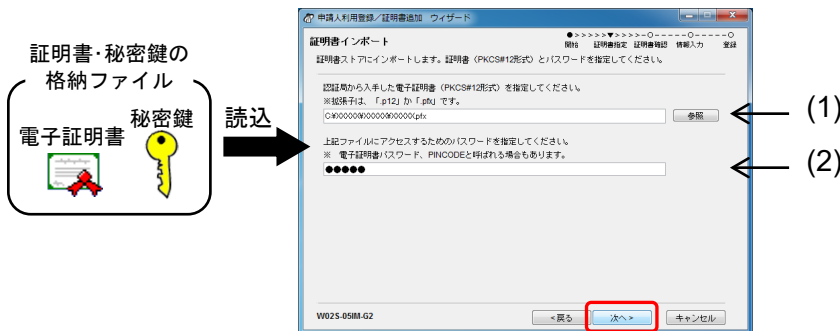 証明書・秘密鍵の
格納ファイル
電子証明書
秘密鍵
読込
申請人利用登録／証明書追加 ウィザード
証明書インポート
●>>>>>▼>>>>-○-----○-----○
開始 証明書指定 証明書確認 情報入力 登録
証明書ストアにインポートします。証明書（PKCS#12形式）とパスワードを指定してください。
認証局から入手した電子証明書（PKCS#12形式）を指定してください。
※拡張子は、「.p12」か「.pfx」です。
参照
(1)
上記ファイルにアクセスするためのパスワードを指定してください。
※ 電子証明書パスワード、PINCODEと呼ばれる場合もあります。
●●●●●
(2)
W02S-05IM-G2
<戻る
次へ>
キャンセル